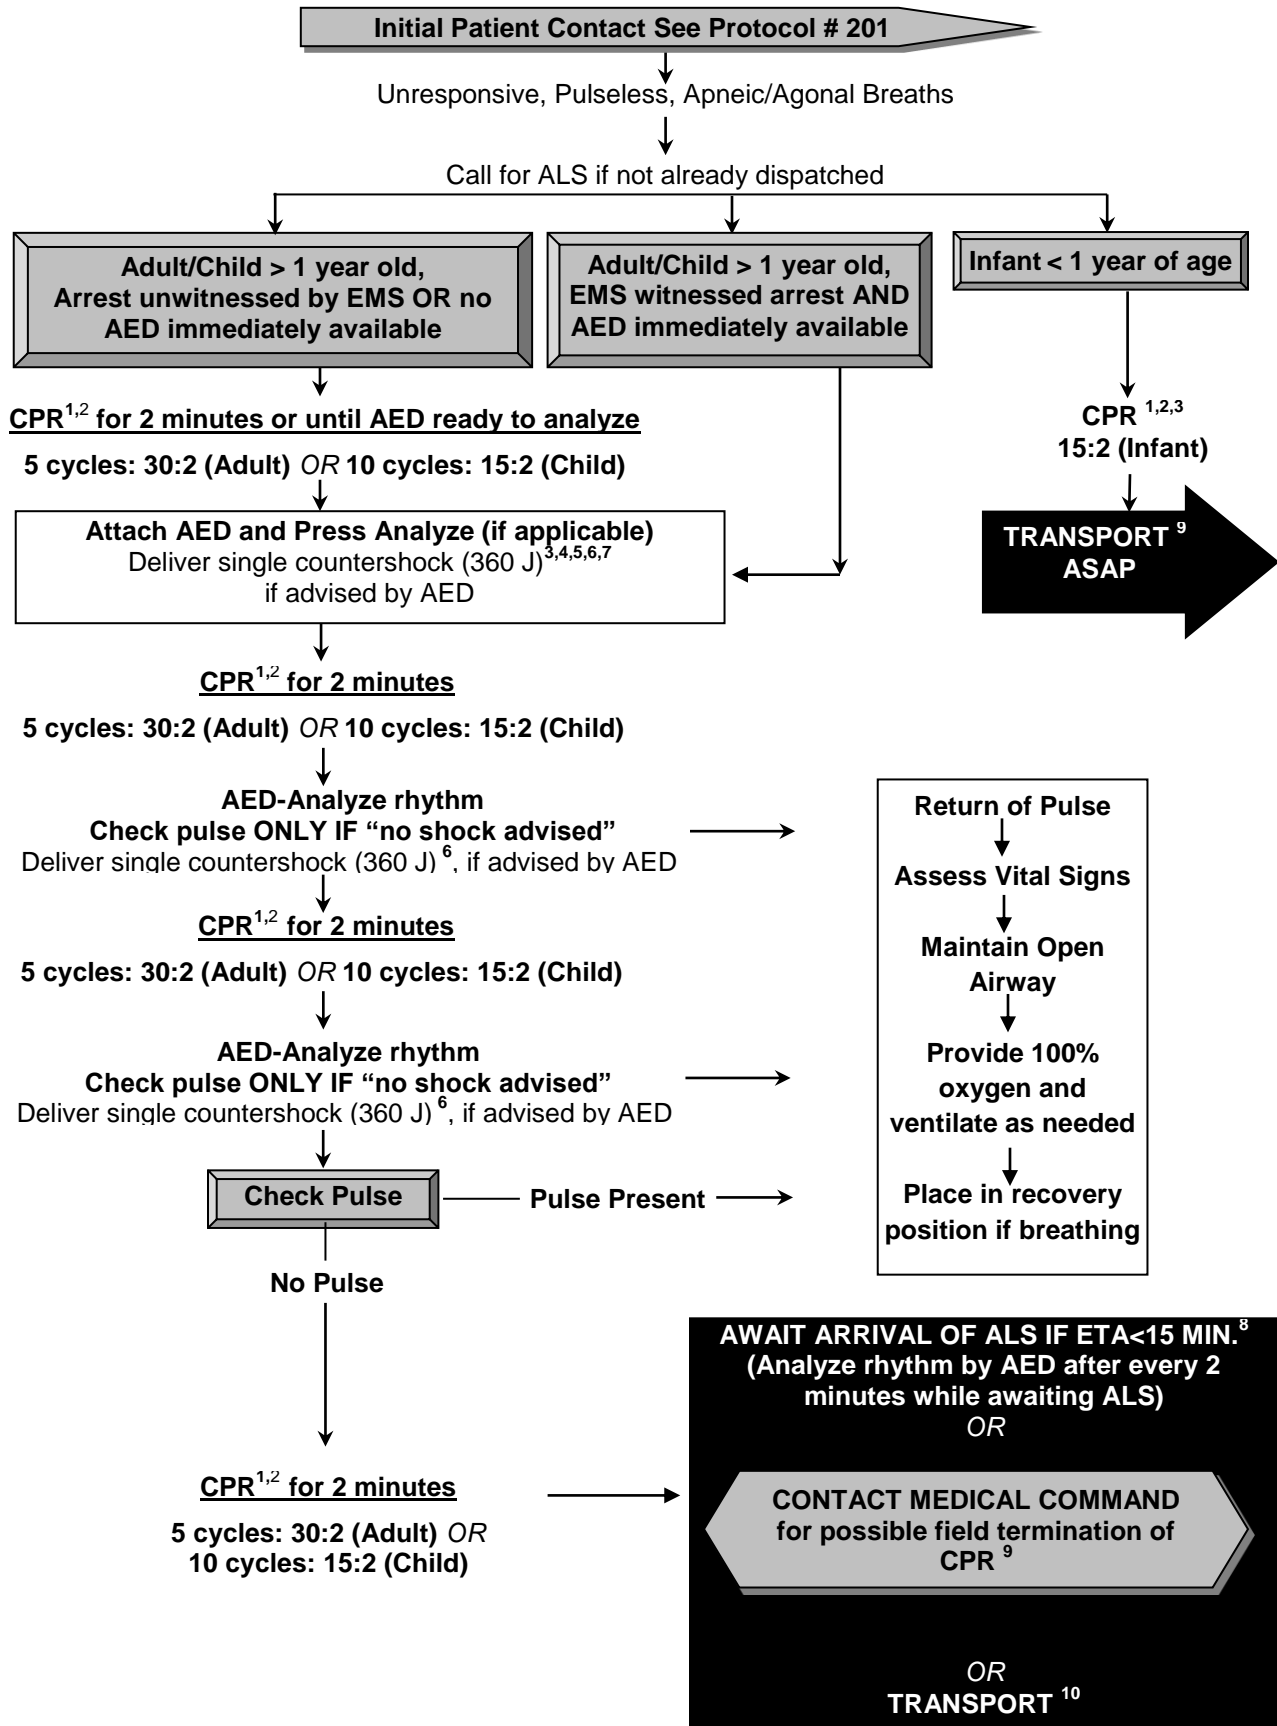 Initial Patient Contact See Protocol # 201
Unresponsive, Pulseless, Apneic/Agonal Breaths
Call for ALS if not already dispatched
Adult/Child > 1 year old,
Arrest unwitnessed by EMS OR no
AED immediately available
Adult/Child > 1 year old,
EMS witnessed arrest AND
AED immediately available
Infant < 1 year of age
CPR1,2 for 2 minutes or until AED ready to analyze
5 cycles: 30:2 (Adult) OR 10 cycles: 15:2 (Child)
CPR 1,2,3
15:2 (Infant)
Attach AED and Press Analyze (if applicable)
Deliver single countershock (360 J)3,4,5,6,7
if advised by AED
TRANSPORT 9
ASAP
CPR1,2 for 2 minutes
5 cycles: 30:2 (Adult) OR 10 cycles: 15:2 (Child)
AED-Analyze rhythm
Check pulse ONLY IF “no shock advised”
Deliver single countershock (360 J) 6, if advised by AED
CPR1,2 for 2 minutes
5 cycles: 30:2 (Adult) OR 10 cycles: 15:2 (Child)
AED-Analyze rhythm
Check pulse ONLY IF “no shock advised”
Deliver single countershock (360 J) 6, if advised by AED
Return of Pulse
Assess Vital Signs
Maintain Open
Airway
Provide 100%
oxygen and
ventilate as needed
Place in recovery
position if breathing
Check Pulse
Pulse Present
No Pulse
CPR1,2 for 2 minutes
5 cycles: 30:2 (Adult) OR
10 cycles: 15:2 (Child)
AWAIT ARRIVAL OF ALS IF ETA<15 MIN.8
(Analyze rhythm by AED after every 2
minutes while awaiting ALS)
OR
CONTACT MEDICAL COMMAND
for possible field termination of
CPR 9
OR
TRANSPORT 10